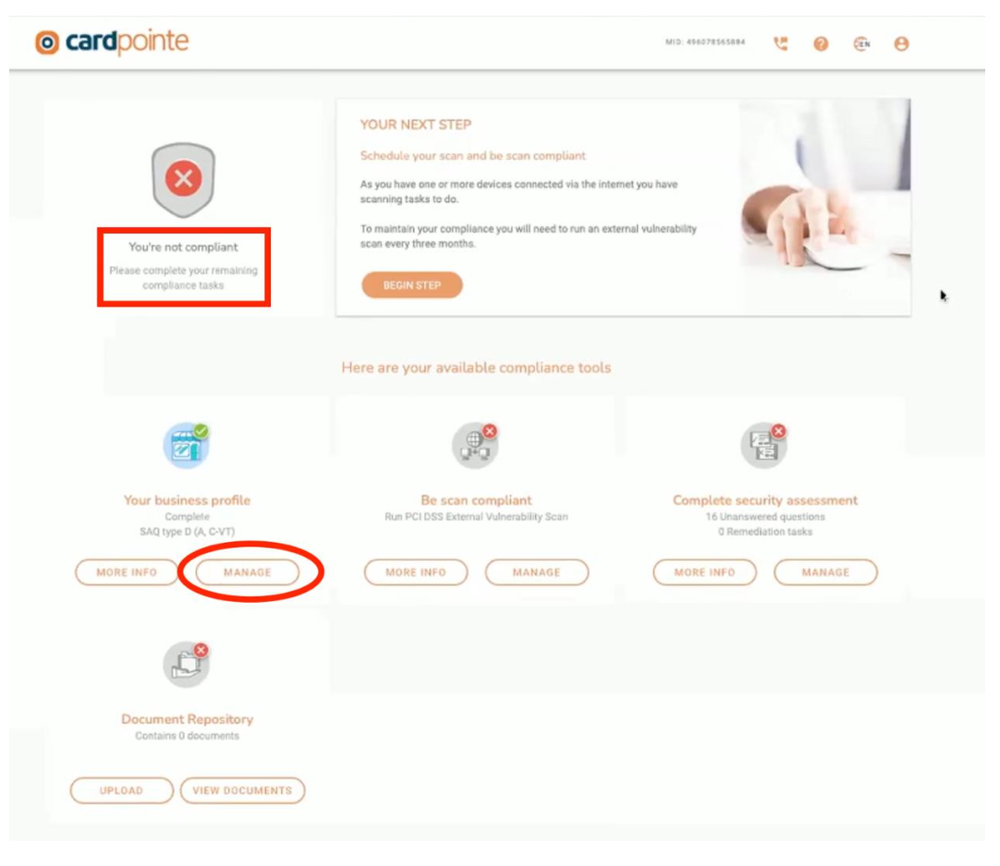 cardpointe
MID: 496078565884
EN
You're not compliant
Please complete your remaining
compliance tasks
YOUR NEXT STEP
Schedule your scan and be scan compliant
As you have one or more devices connected via the internet you have
scanning tasks to do.
To maintain your compliance you will need to run an external vulnerability
scan every three months.
BEGIN STEP
Here are your available compliance tools
Your business profile
Complete
SAQ type D (A, C-VT)
MORE INFO MANAGE
Be scan compliant
Run PCI DSS External Vulnerability Scan
MORE INFO MANAGE
Complete security assessment
16 Unanswered questions
0 Remediation tasks
MORE INFO MANAGE
Document Repository
Contains 0 documents
UPLOAD VIEW DOCUMENTS